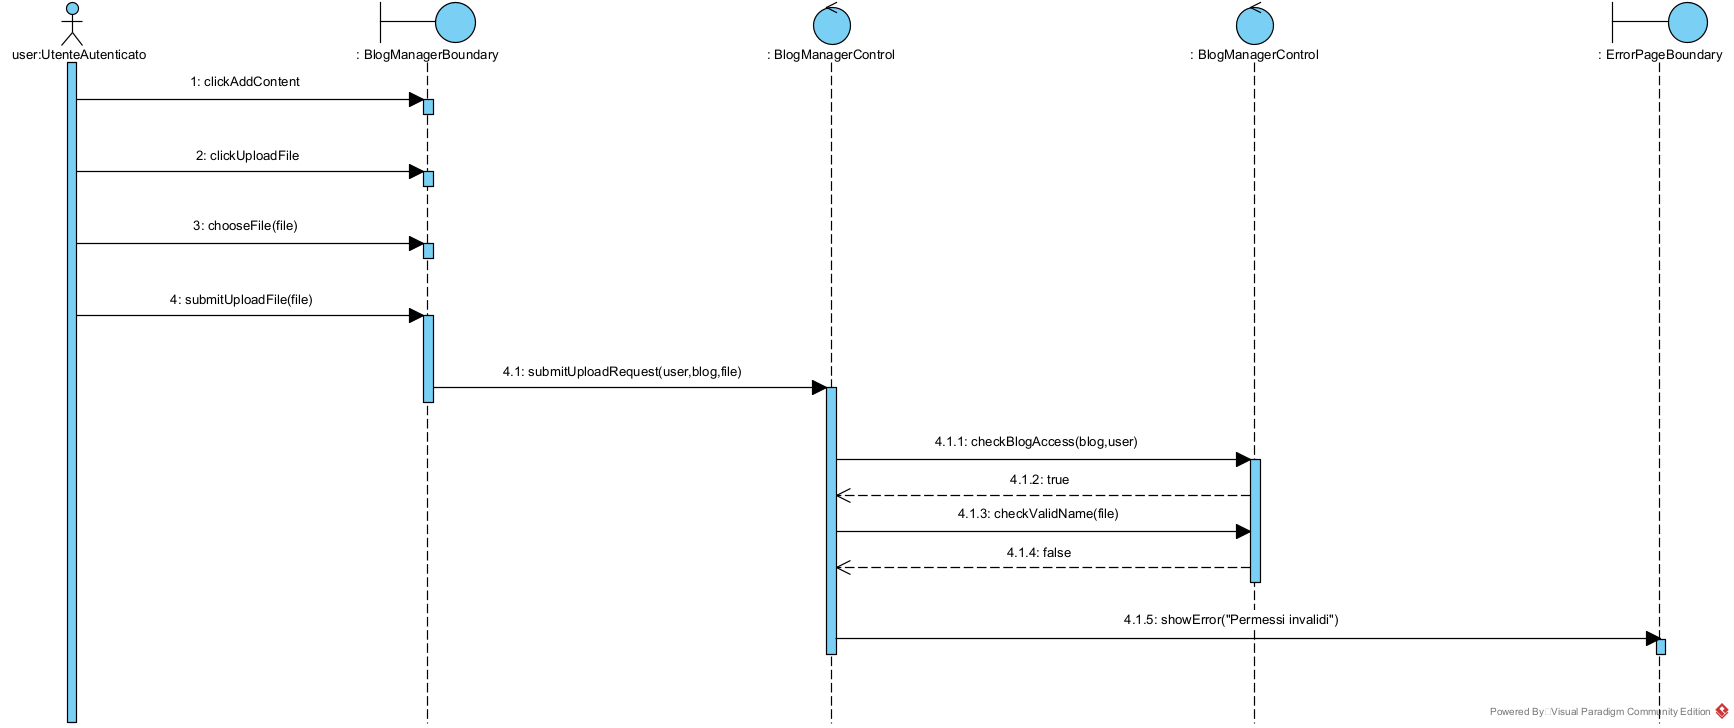 user:UtenteAutenticato
: BlogManagerBoundary
: BlogManagerControl
: BlogManagerControl
: ErrorPageBoundary
1: clickAddContent
2: clickUploadFile
3: chooseFile(file)
4: submitUploadFile(file)
4.1: submitUploadRequest(user,blog,file)
4.1.1: checkBlogAccess(blog,user)
4.1.2: true
4.1.3: checkValidName(file)
4.1.4: false
4.1.5: showError("Permessi invalidi")
Powered By Visual Paradigm Community Edition